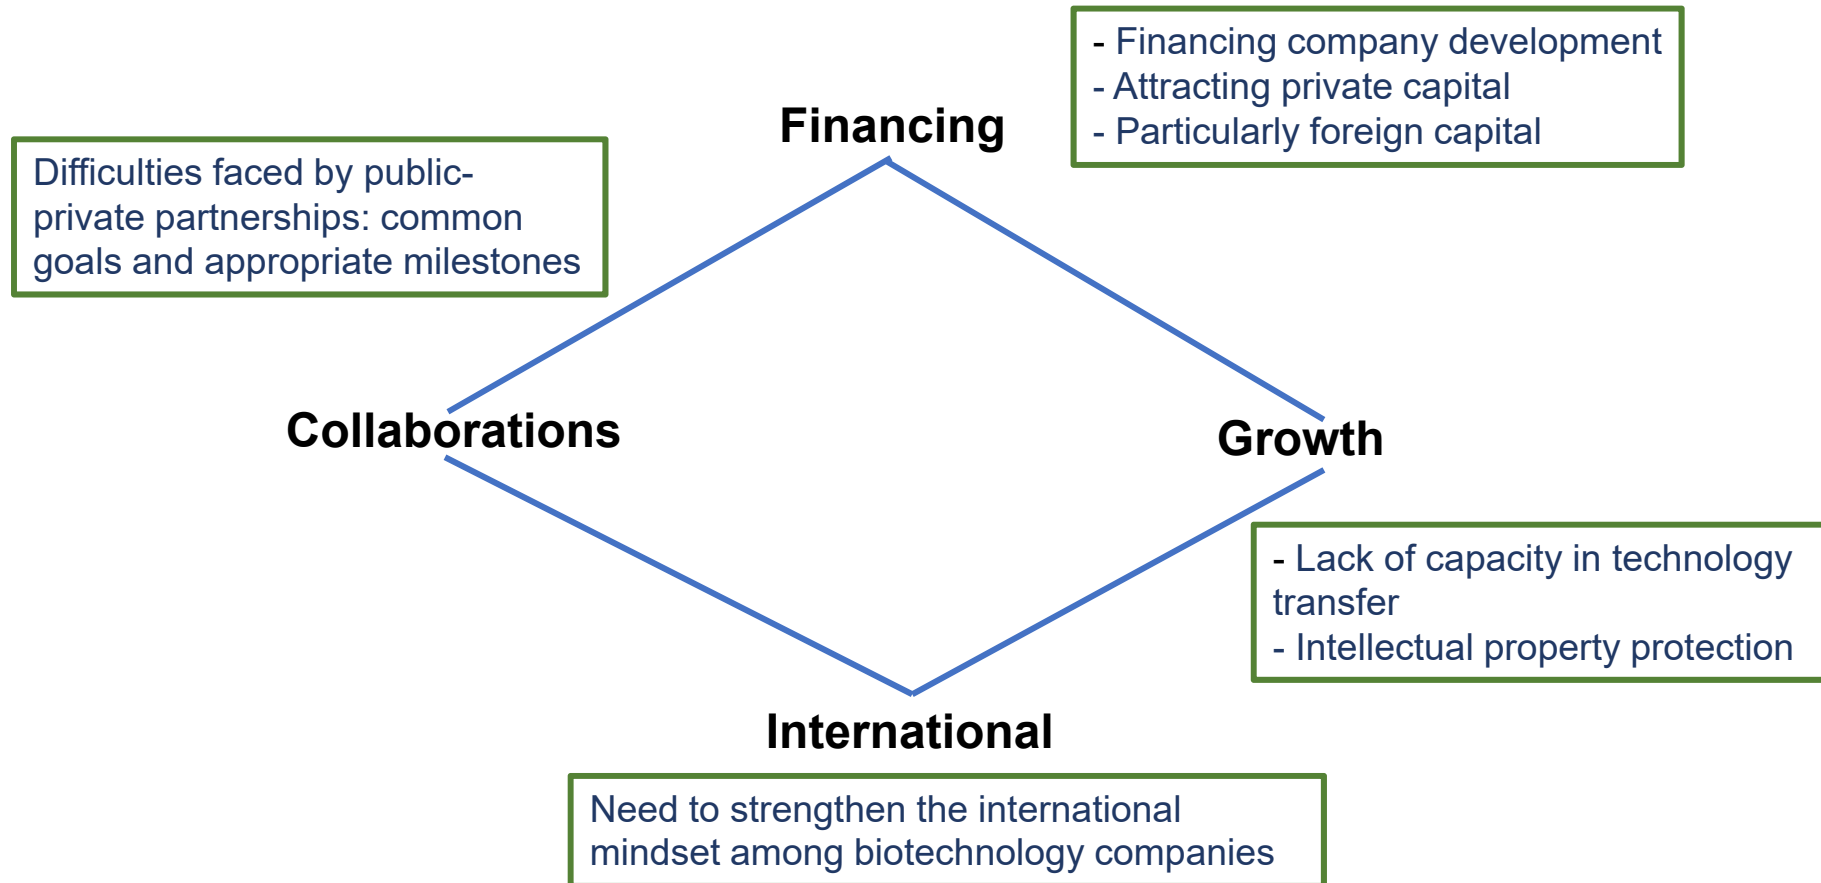 - Financing company development
- Attracting private capital
- Particularly foreign capital
Financing
Difficulties faced by public-
private partnerships: common
goals and appropriate milestones
Collaborations
Growth
- Lack of capacity in technology
transfer
- Intellectual property protection
International
Need to strengthen the international
mindset among biotechnology companies